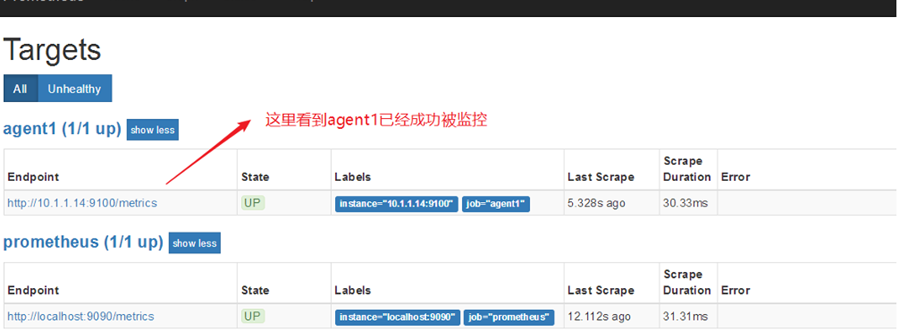 Targets
All Unhealthy
这里看到agent1已经成功被监控
agent1 (1/1 up) show less
Endpoint State Labels Last Scrape Scrape Duration Error
http://10.1.1.14:9100/metrics UP instance="10.1.1.14:9100" job="agent1" 5.328s ago 30.33ms
prometheus (1/1 up) show less
Endpoint State Labels Last Scrape Scrape Duration Error
http://localhost:9090/metrics UP instance="localhost:9090" job="prometheus" 12.112s ago 31.31ms